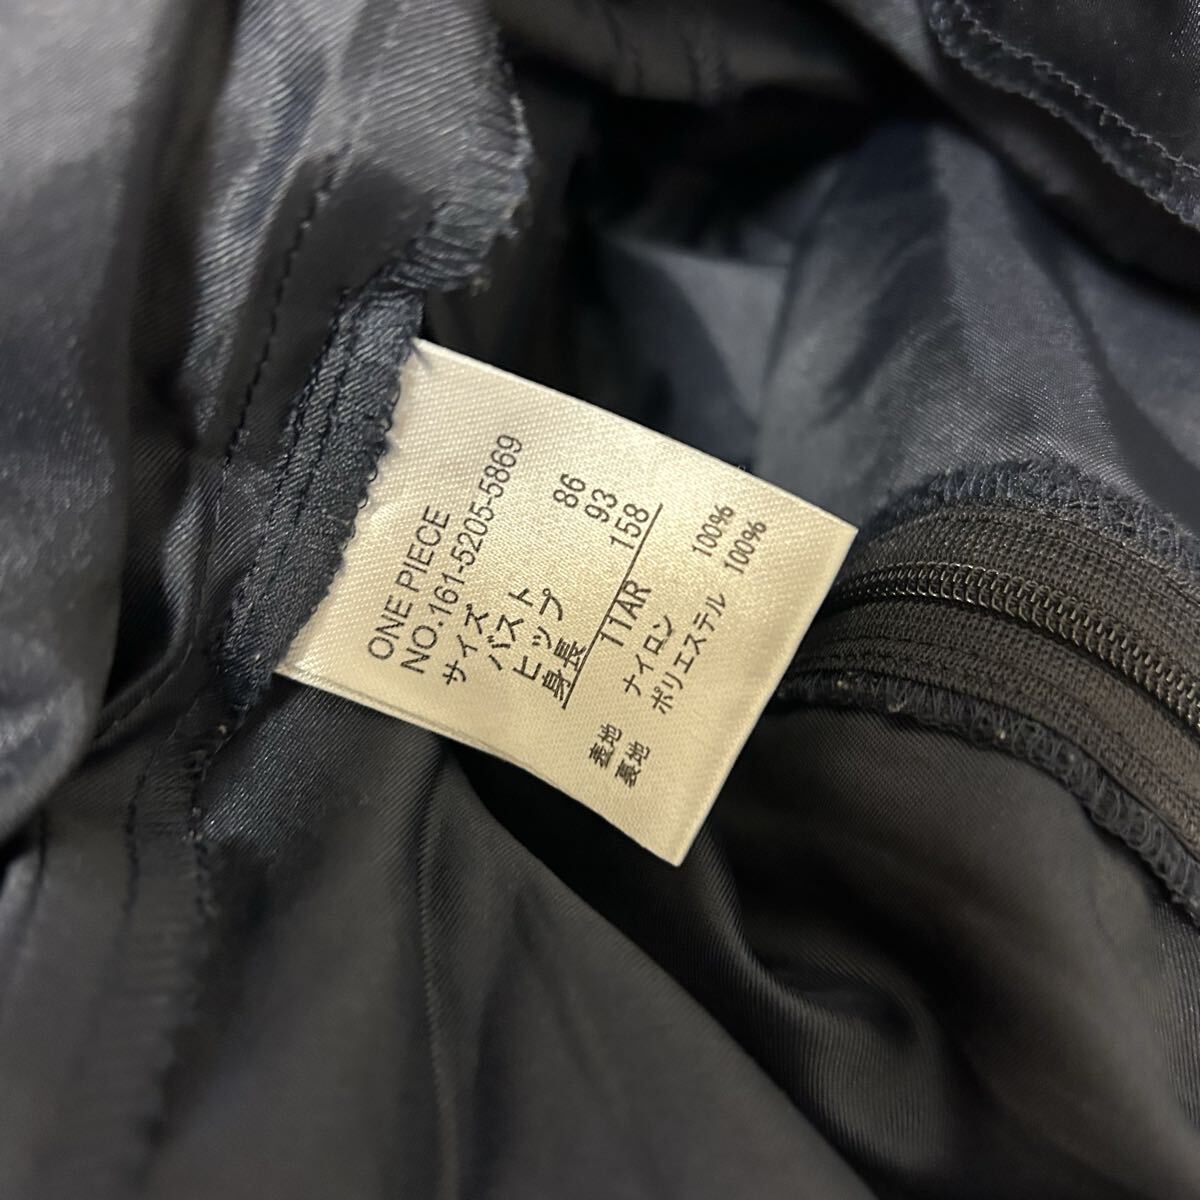 ONE PIECE
NO.161-5205-5869
サイズ
バスト 86
ヒップ 93
身長 158
11AR
表地 ナイロン 100%
裏地 ポリエステル 100%